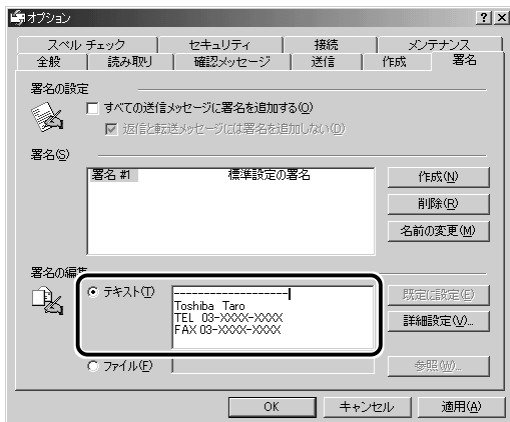 オプション
スペル チェック セキュリティ 接続 メンテナンス
全般 読み取り 確認メッセージ 送信 作成 署名
署名の設定
すべての送信メッセージに署名を追加する(O)
返信と転送メッセージには署名を追加しない(D)
署名(S)
署名 #1 標準設定の署名
作成(N)
削除(R)
名前の変更(M)
署名の編集
テキスト(T)
-------------------
Toshiba Taro
TEL 03-XXXX-XXXX
FAX 03-XXXX-XXXX
既定に設定(E)
詳細設定(V)...
ファイル(F)
参照(W)...
OK キャンセル 適用(A)